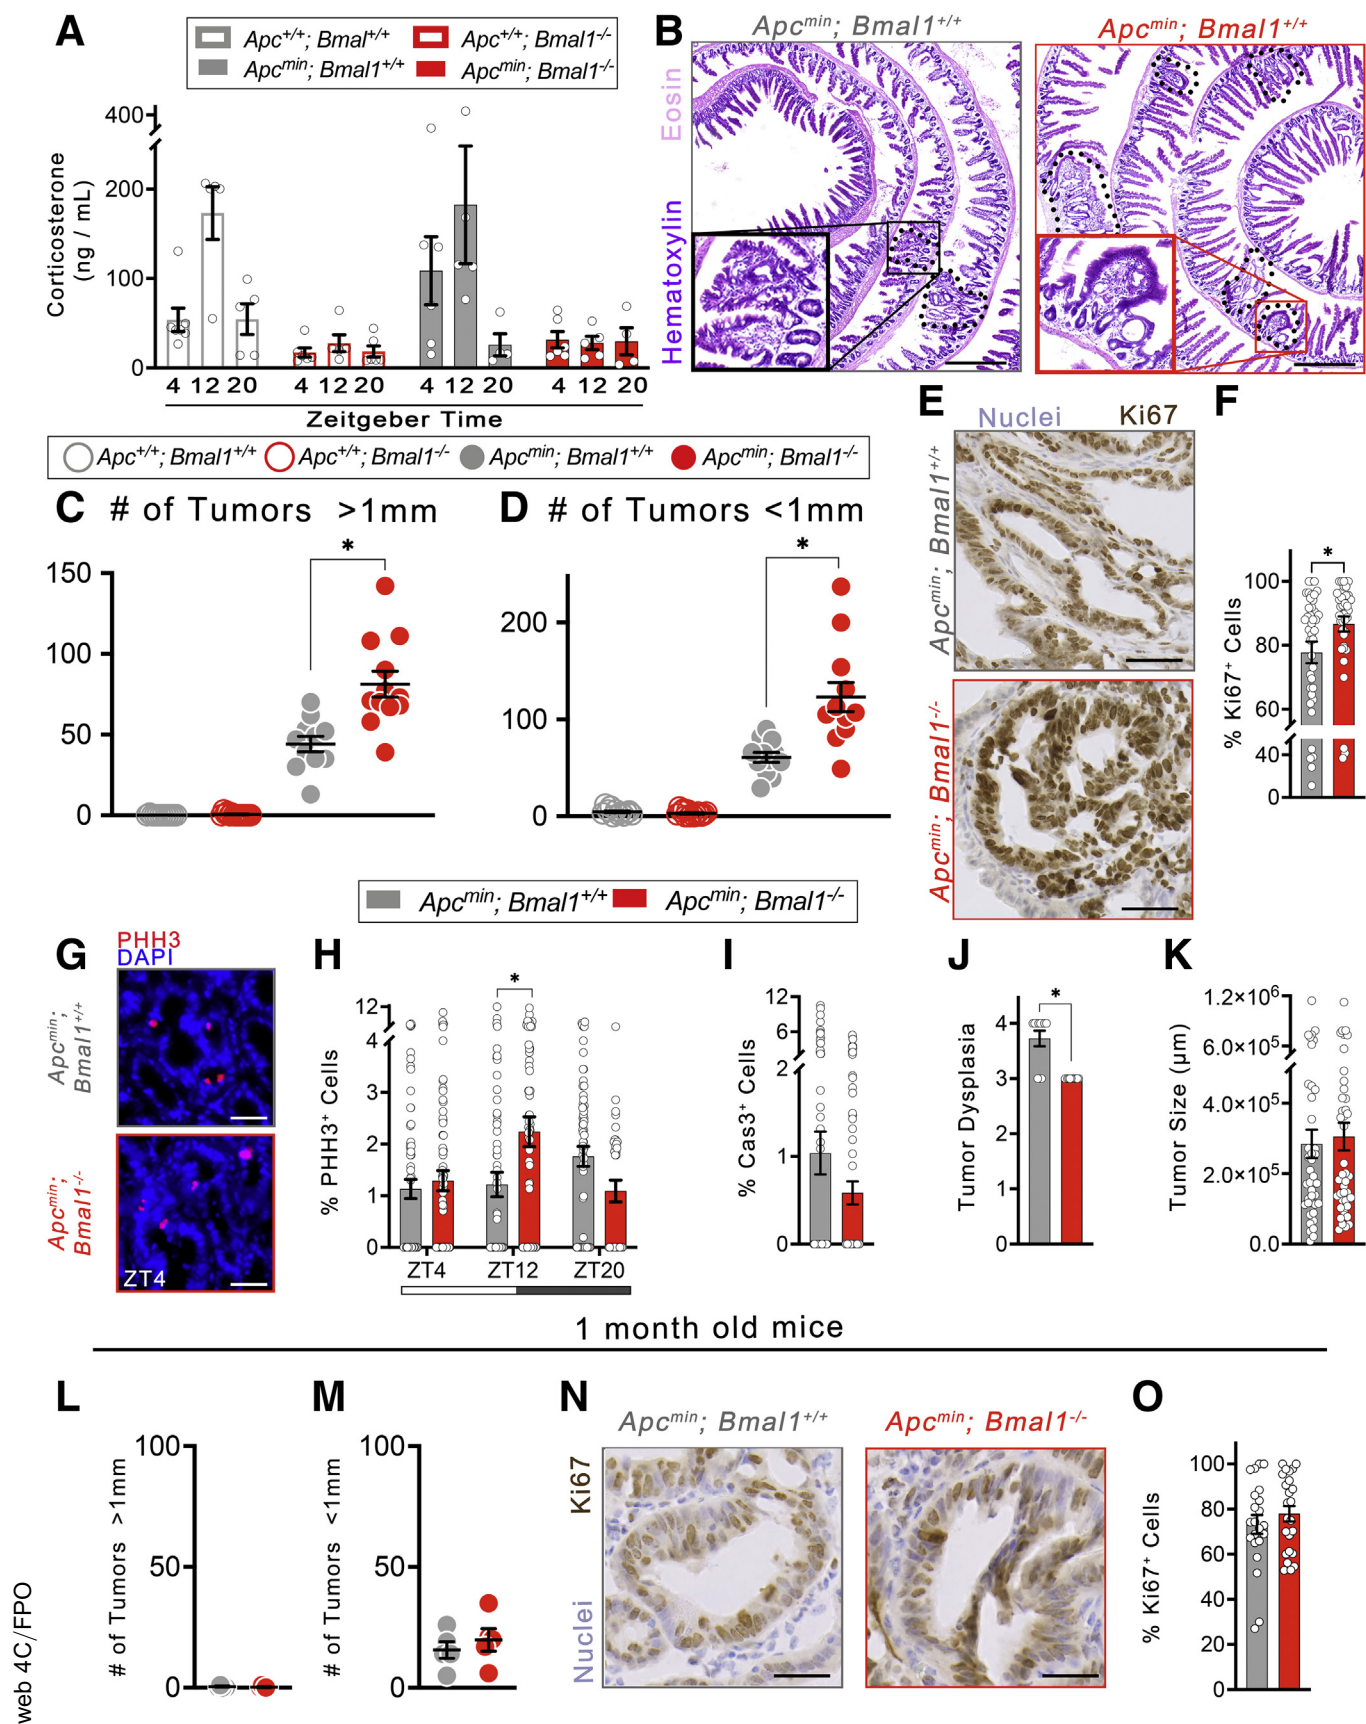 A
Apc+/+; Bmal+/+
Apc+/+; Bmal1-/-
Apcmin; Bmal1+/+
Apcmin; Bmal1-/-
Corticosterone
(ng / mL)
400
200
100
0
4 12 20
4 12 20
4 12 20
4 12 20
Zeitgeber Time
B
Apcmin; Bmal1+/+
Apcmin; Bmal1+/+
Hematoxylin Eosin
Apc+/+; Bmal1+/+
Apc+/+; Bmal1-/-
Apcmin; Bmal1+/+
Apcmin; Bmal1-/-
C # of Tumors >1mm
*
150
100
50
0
D # of Tumors <1mm
*
200
100
0
E
Nuclei Ki67
Apcmin; Bmal1+/+
Apcmin; Bmal1-/-
F
% Ki67+ Cells
*
100
80
60
40
0
Apcmin; Bmal1+/+
Apcmin; Bmal1-/-
G
PHH3
DAPI
Apcmin;
Bmal1+/+
Apcmin;
Bmal1-/-
ZT4
H
% PHH3+ Cells
*
12
4
3
2
1
0
ZT4 ZT12 ZT20
I
% Cas3+ Cells
12
6
2
1
0
J
Tumor Dysplasia
*
4
3
2
1
0
K
Tumor Size (µm)
1.2×106
6.0×105
4.0×105
2.0×105
0.0
1 month old mice
L
# of Tumors >1mm
100
50
0
M
# of Tumors <1mm
100
50
0
N
Apcmin; Bmal1+/+
Apcmin; Bmal1-/-
Nuclei Ki67
O
% Ki67+ Cells
100
80
60
40
20
0
web 4C/FPO